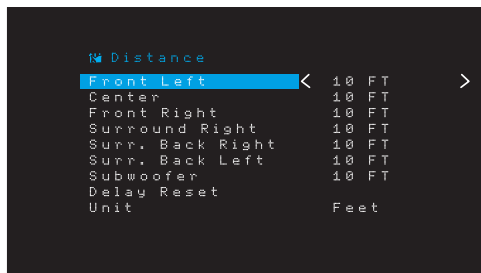 Distance
Front Left < 10 FT >
Center 10 FT
Front Right 10 FT
Surround Right 10 FT
Surr. Back Right 10 FT
Surr. Back Left 10 FT
Subwoofer 10 FT
Delay Reset
Unit Feet